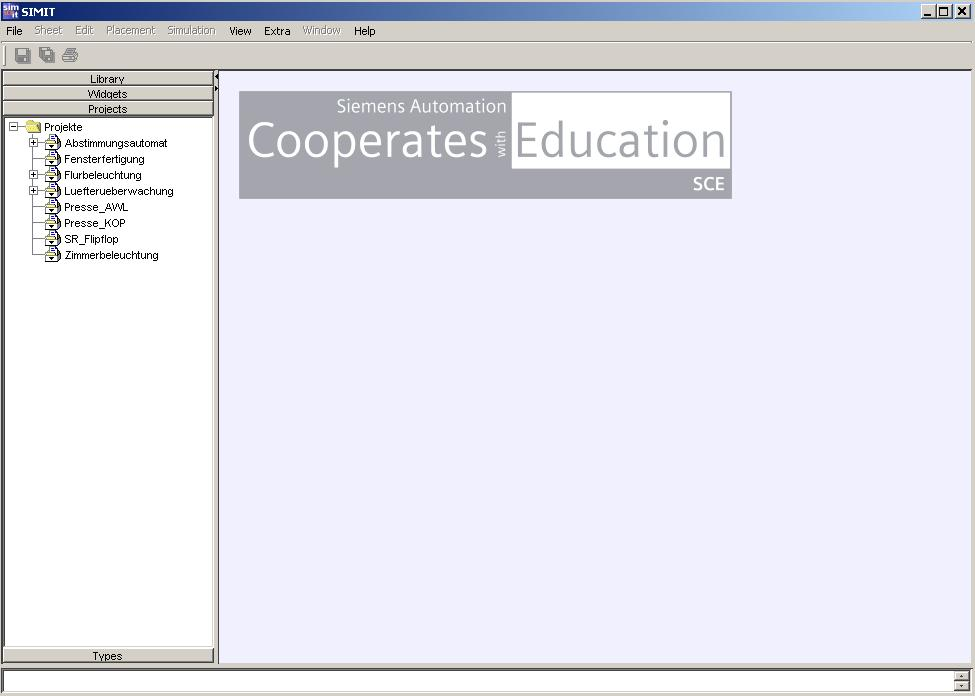 SIMIT
File Sheet Edit Placement Simulation View Extra Window Help
Library
Widgets
Projects
Projekte
Abstimmungsautomat
Fensterfertigung
Flurbeleuchtung
Luefterueberwachung
Presse_AWL
Presse_KOP
SR_Flipflop
Zimmerbeleuchtung
Types
Siemens Automation
Cooperates with Education
SCE